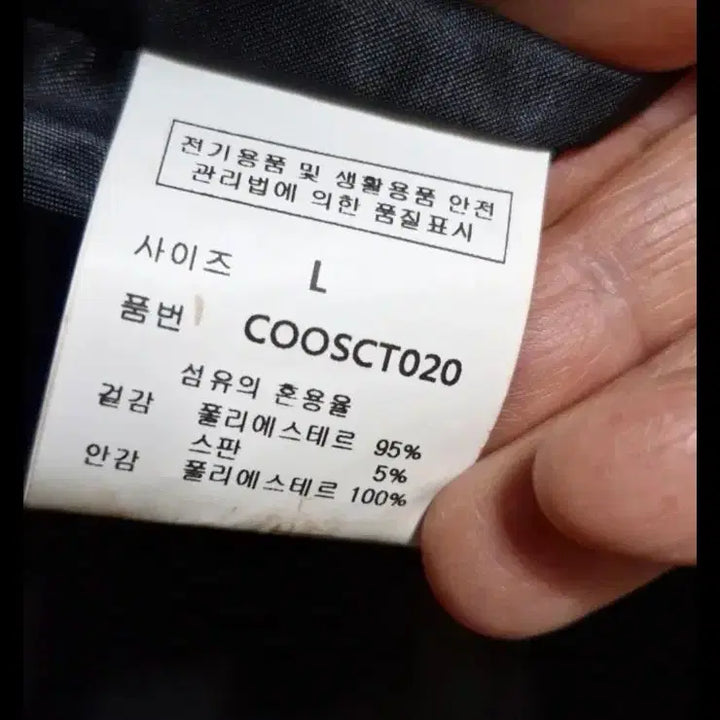 전기용품 및 생활용품 안전
관리법에 의한 품질표시
사이즈 L
품번 COOSCT020
섬유의 혼용율
겉감 폴리에스테르 95%
스판 5%
안감 폴리에스테르 100%